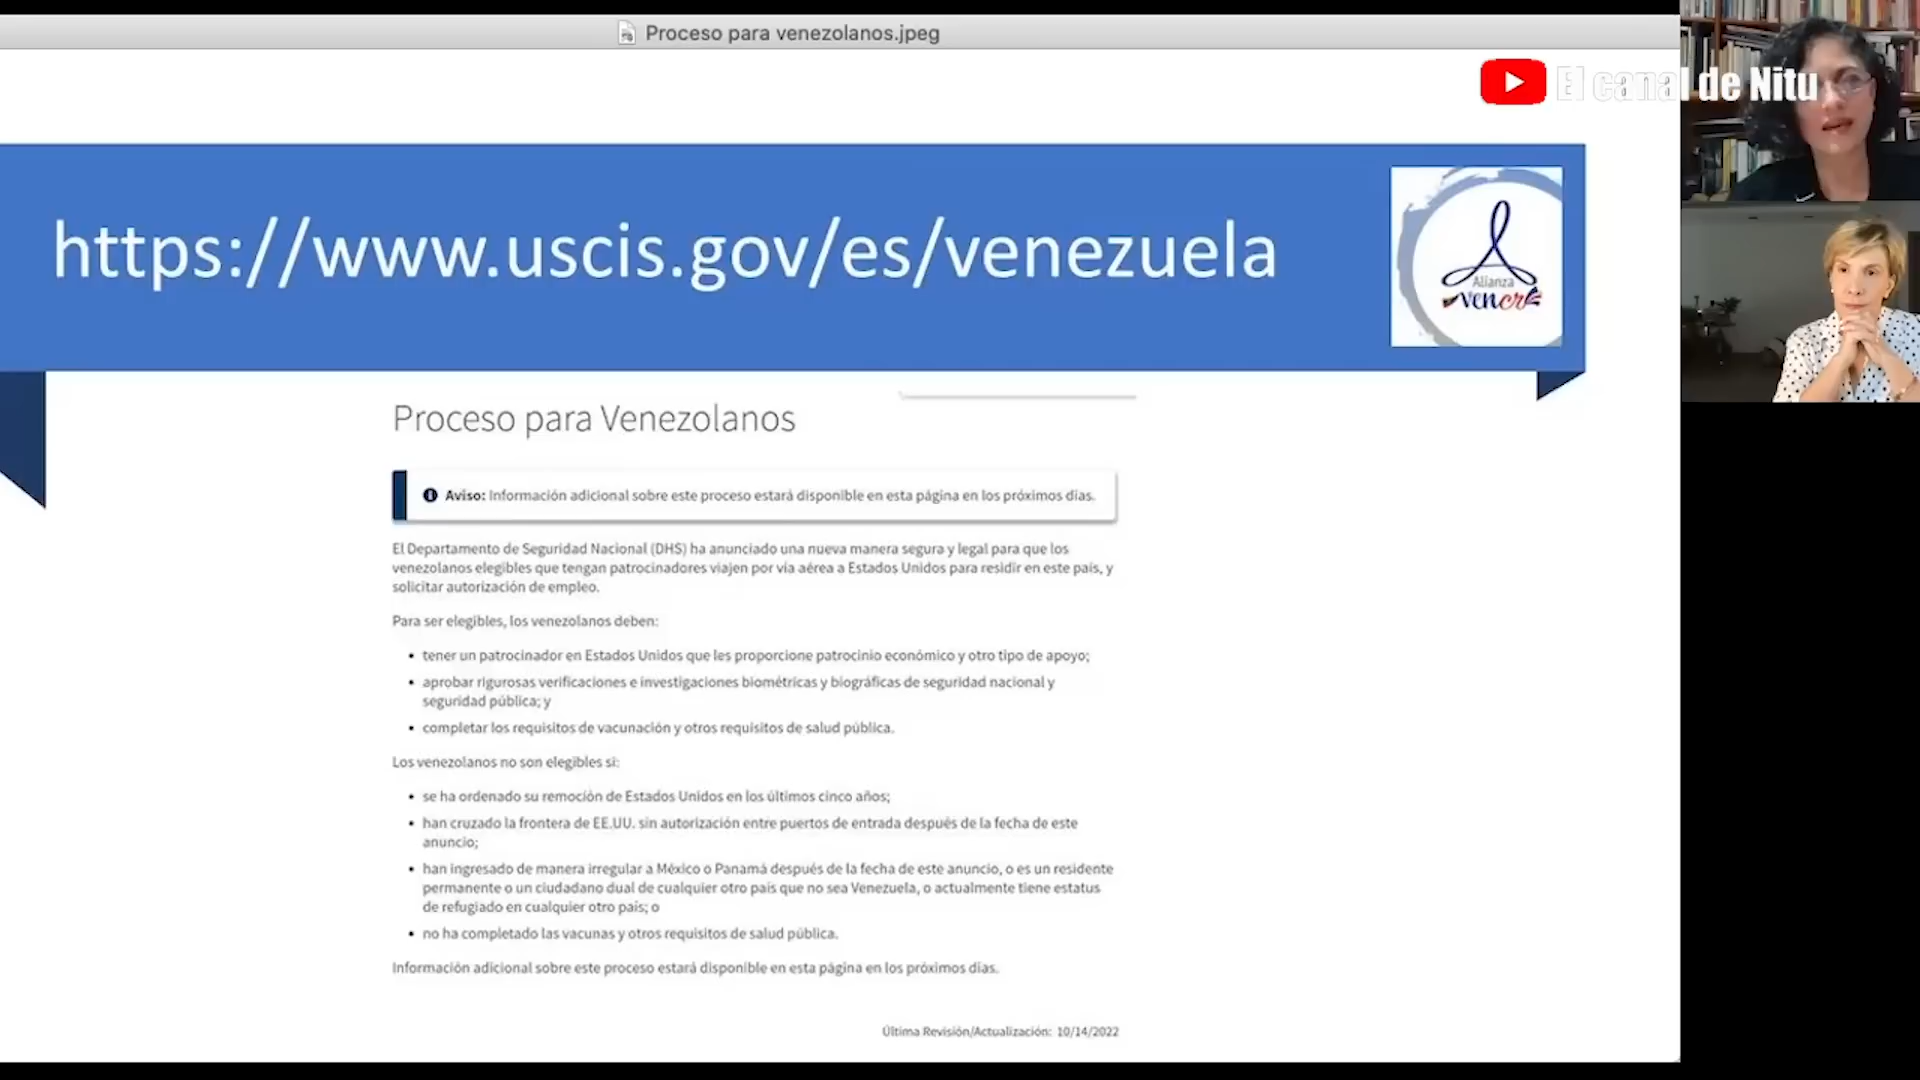 Proceso para venezolanos.jpeg
El canal de Nitu
https://www.uscis.gov/es/venezuela
Alianza
vencr
Proceso para Venezolanos
Aviso: Información adicional sobre este proceso estará disponible en esta página en los próximos días.
El Departamento de Seguridad Nacional (DHS) ha anunciado una nueva manera segura y legal para que los
venezolanos elegibles que tengan patrocinadores viajen por vía aérea a Estados Unidos para residir en este país, y
solicitar autorización de empleo.
Para ser elegibles, los venezolanos deben:
• tener un patrocinador en Estados Unidos que les proporcione patrocinio económico y otro tipo de apoyo;
• aprobar rigurosas verificaciones e investigaciones biométricas y biográficas de seguridad nacional y
seguridad pública; y
• completar los requisitos de vacunación y otros requisitos de salud pública.
Los venezolanos no son elegibles si:
• se ha ordenado su remoción de Estados Unidos en los últimos cinco años;
• han cruzado la frontera de EE.UU. sin autorización entre puertos de entrada después de la fecha de este
anuncio;
• han ingresado de manera irregular a México o Panamá después de la fecha de este anuncio, o es un residente
permanente o un ciudadano dual de cualquier otro país que no sea Venezuela, o actualmente tiene estatus
de refugiado en cualquier otro país; o
• no ha completado las vacunas y otros requisitos de salud pública.
Información adicional sobre este proceso estará disponible en esta página en los próximos días.
Última Revisión/Actualización: 10/14/2022